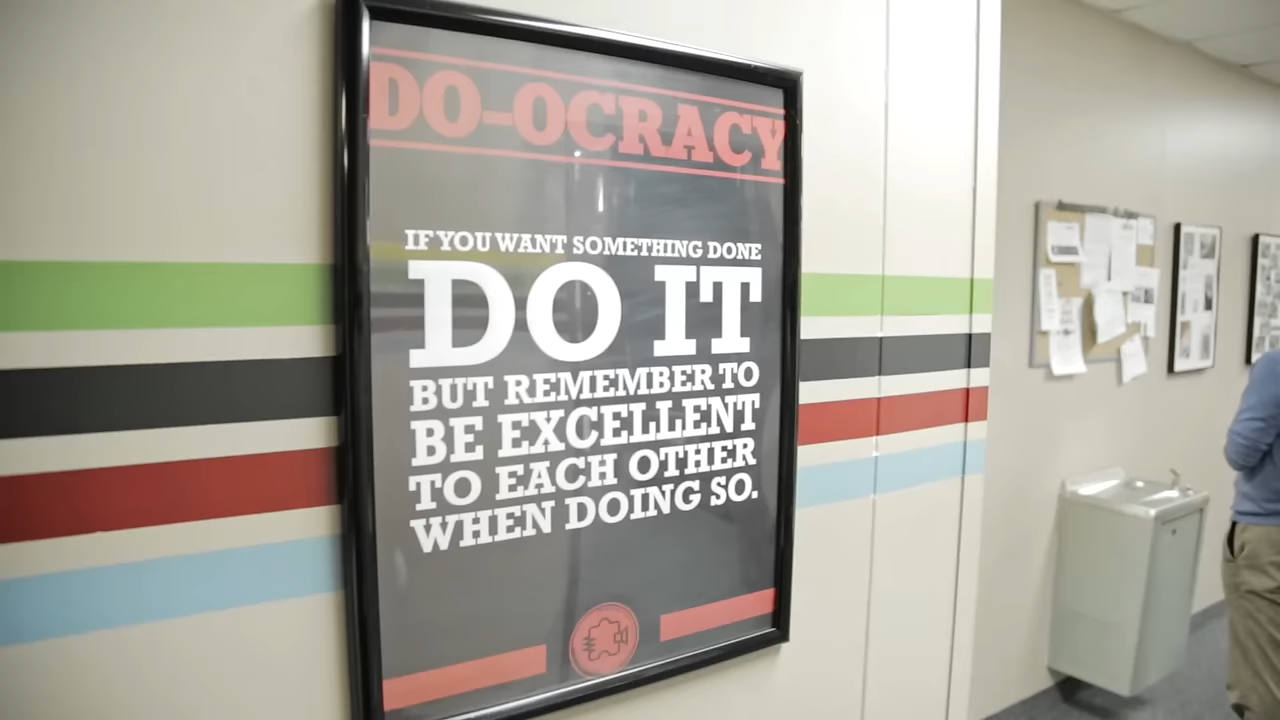 DO-OCRACY
IF YOU WANT SOMETHING DONE
DO IT
BUT REMEMBER TO
BE EXCELLENT
TO EACH OTHER
WHEN DOING SO.